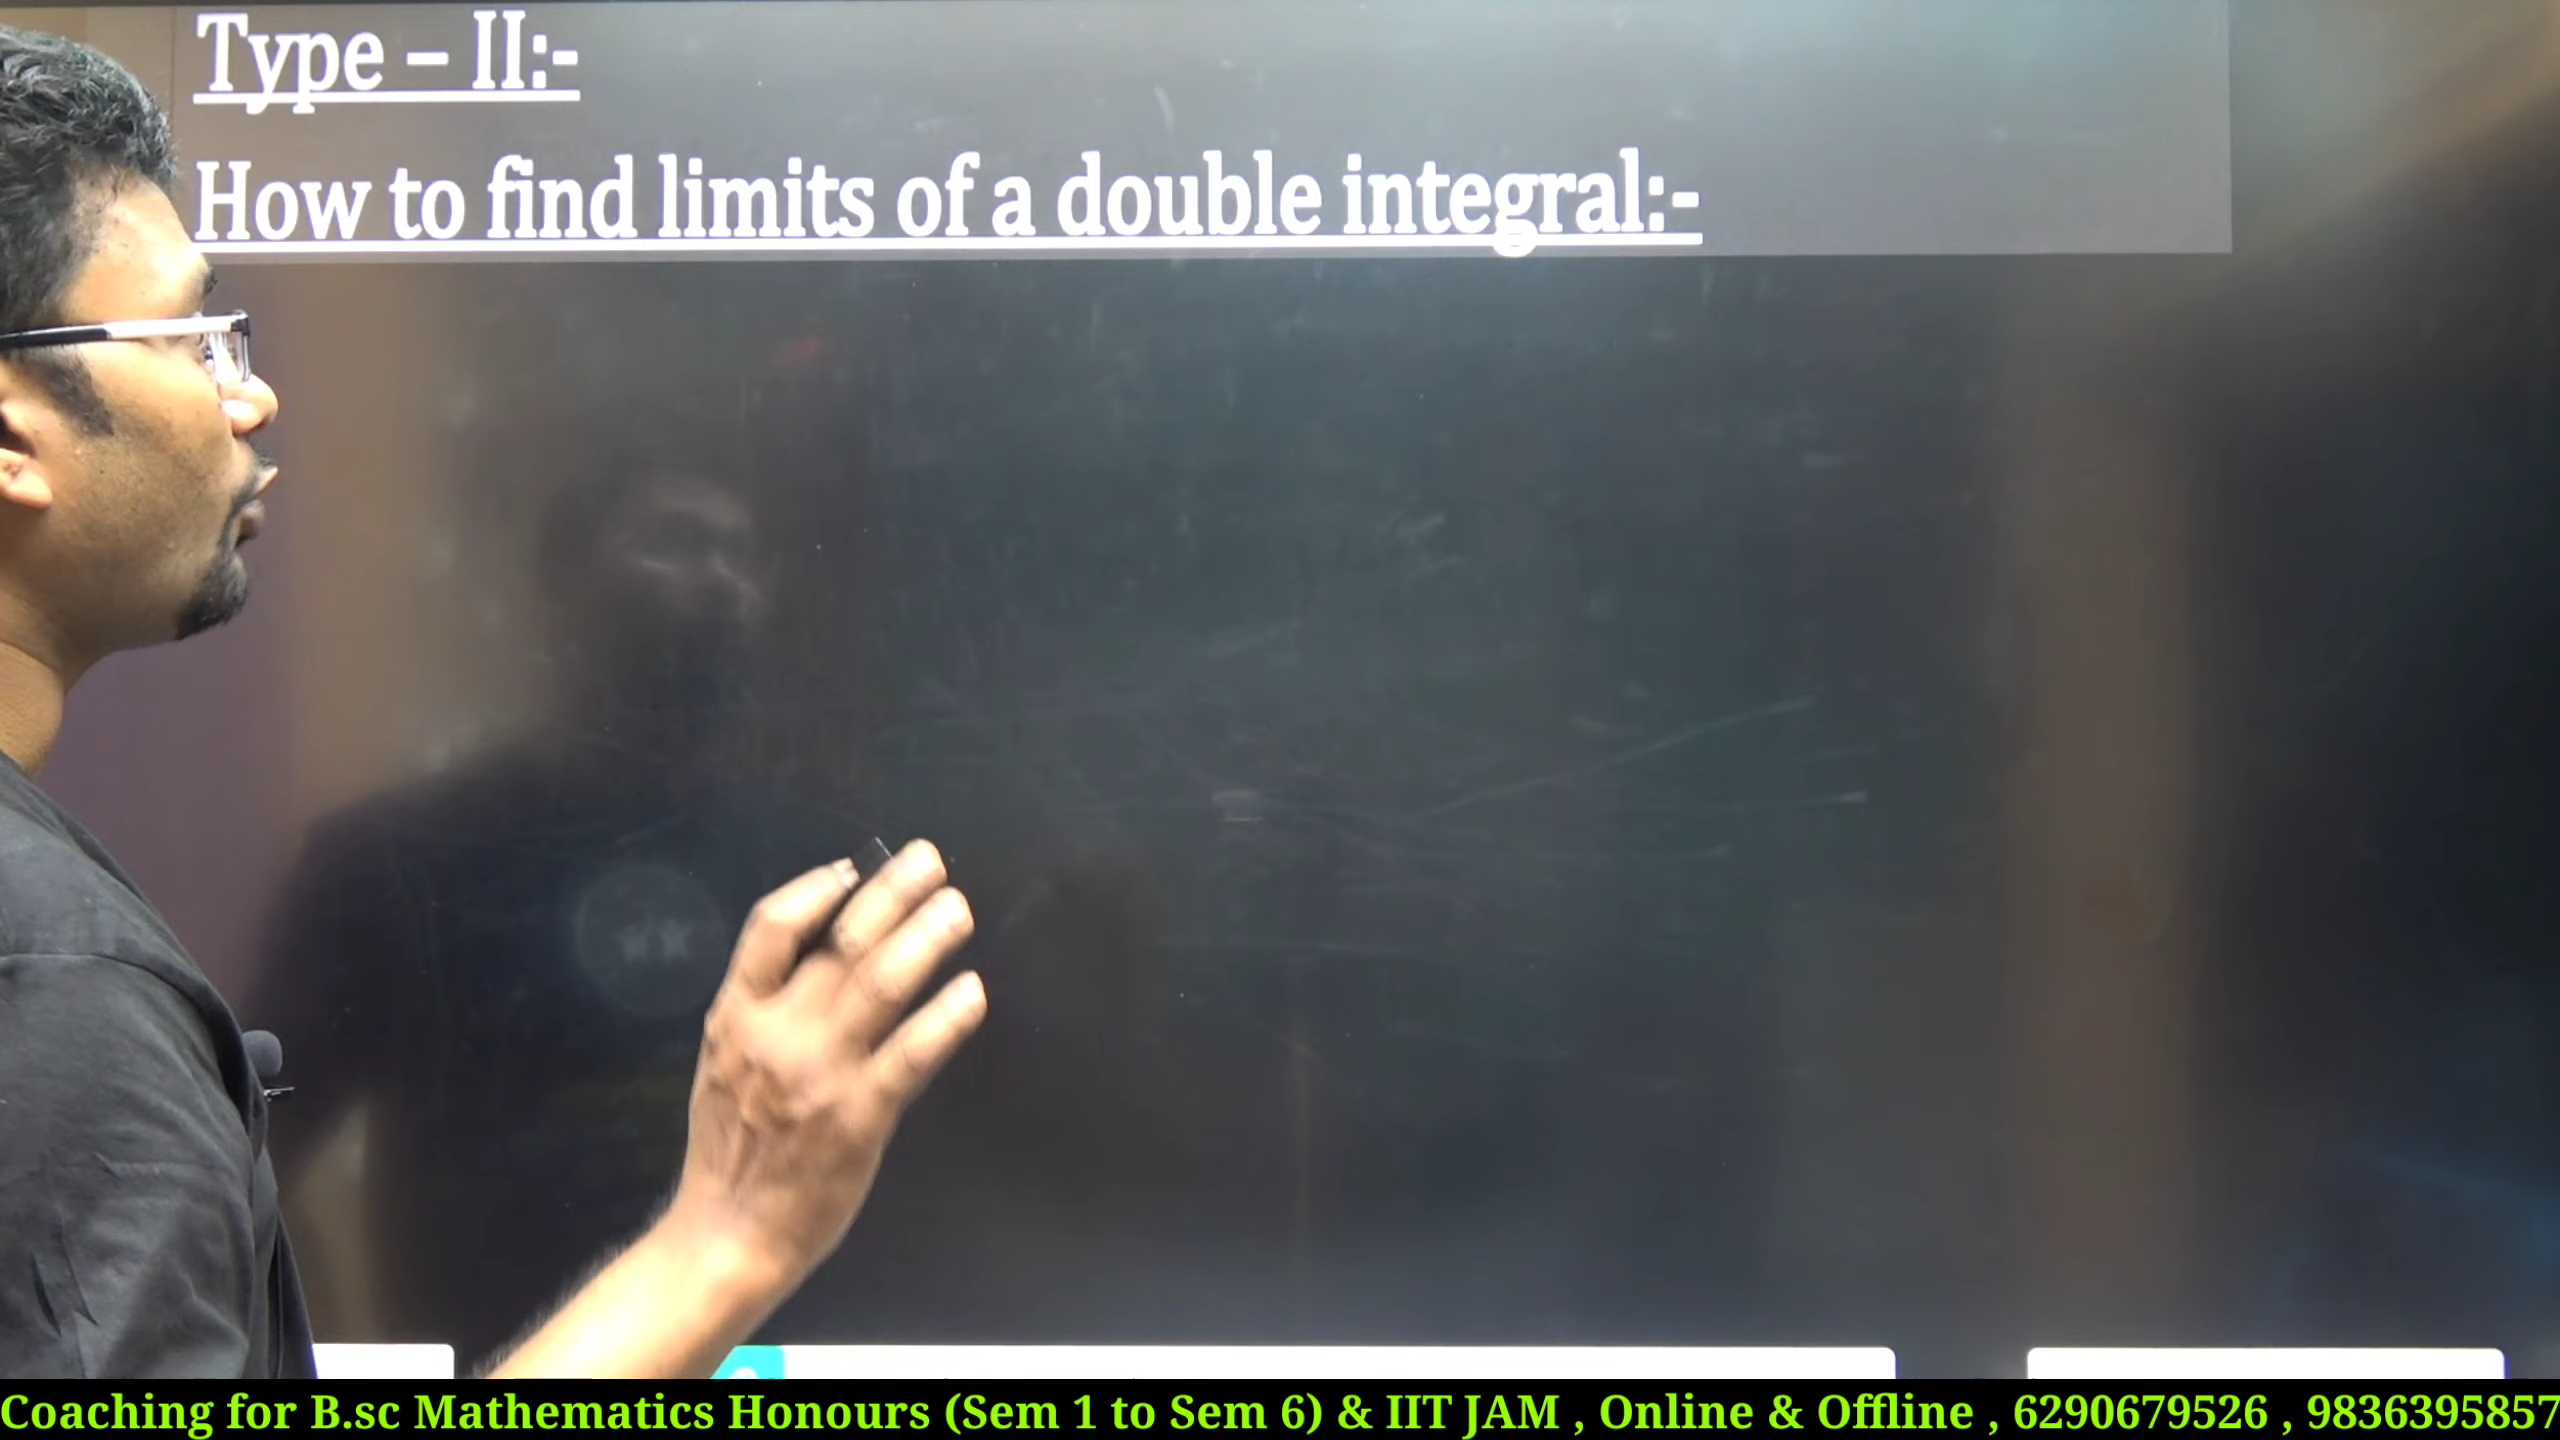 Type – II:-
How to find limits of a double integral:-
Coaching for B.sc Mathematics Honours (Sem 1 to Sem 6) & IIT JAM , Online & Offline , 6290679526 , 9836395857